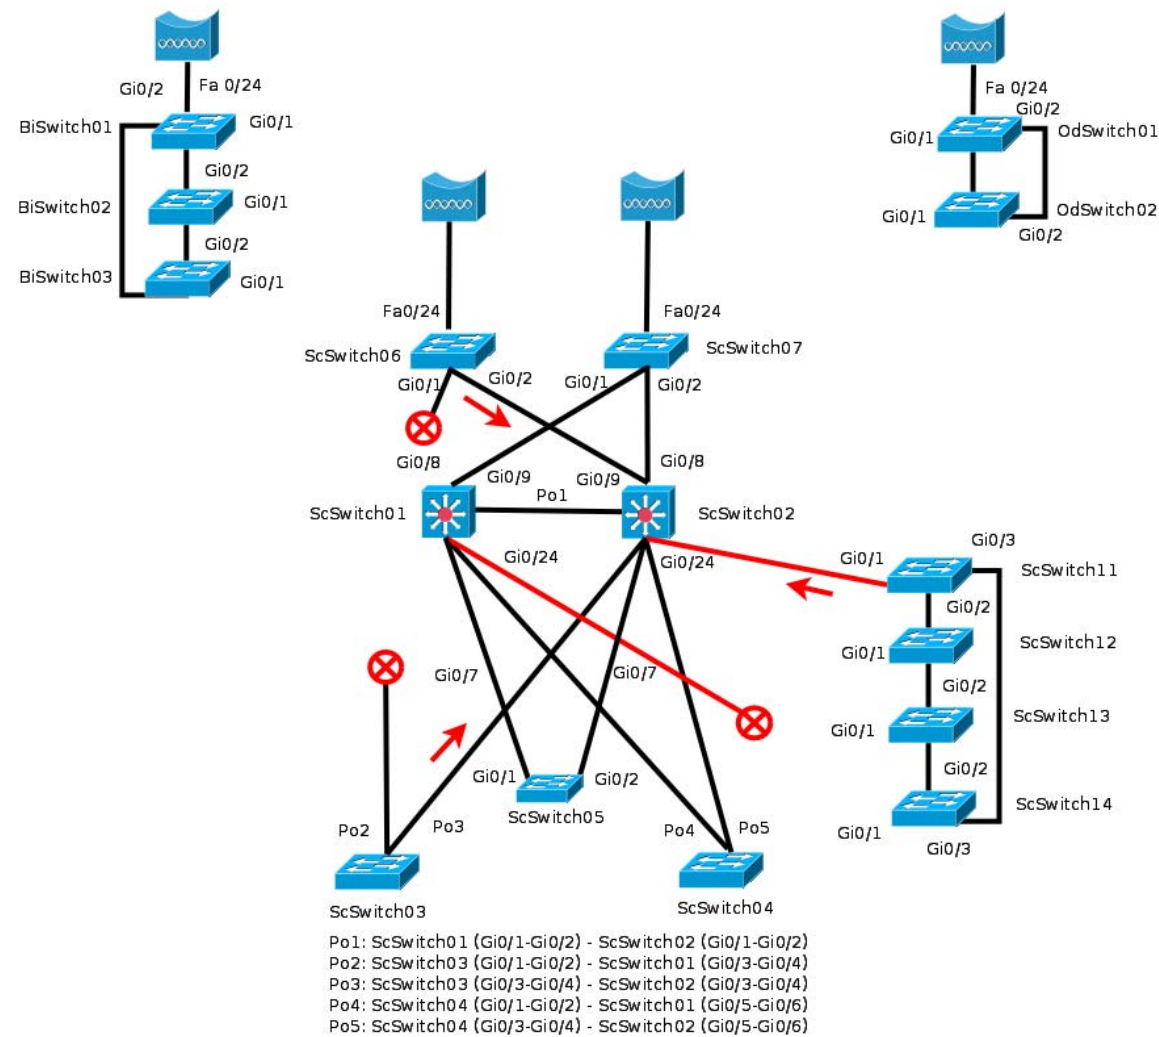 Gi0/2
Fa 0/24
BiSwitch01
Gi0/1
Gi0/2
BiSwitch02
Gi0/1
Gi0/2
BiSwitch03
Gi0/1
Fa 0/24
Gi0/2
Gi0/1
OdSwitch01
Gi0/1
OdSwitch02
Gi0/2
Fa0/24
Fa0/24
ScSwitch06
ScSwitch07
Gi0/1
Gi0/2
Gi0/1
Gi0/2
Gi0/8
Gi0/9
Gi0/9
Gi0/8
Po1
ScSwitch01
ScSwitch02
Gi0/24
Gi0/24
Gi0/1
Gi0/3
ScSwitch11
Gi0/2
Gi0/1
ScSwitch12
Gi0/2
Gi0/1
ScSwitch13
Gi0/2
ScSwitch14
Gi0/1
Gi0/3
Gi0/7
Gi0/7
Gi0/1
Gi0/2
ScSwitch05
Po2
Po3
Po4
Po5
ScSwitch03
ScSwitch04
Po1: ScSwitch01 (Gi0/1-Gi0/2) - ScSwitch02 (Gi0/1-Gi0/2)
Po2: ScSwitch03 (Gi0/1-Gi0/2) - ScSwitch01 (Gi0/3-Gi0/4)
Po3: ScSwitch03 (Gi0/3-Gi0/4) - ScSwitch02 (Gi0/3-Gi0/4)
Po4: ScSwitch04 (Gi0/1-Gi0/2) - ScSwitch01 (Gi0/5-Gi0/6)
Po5: ScSwitch04 (Gi0/3-Gi0/4) - ScSwitch02 (Gi0/5-Gi0/6)